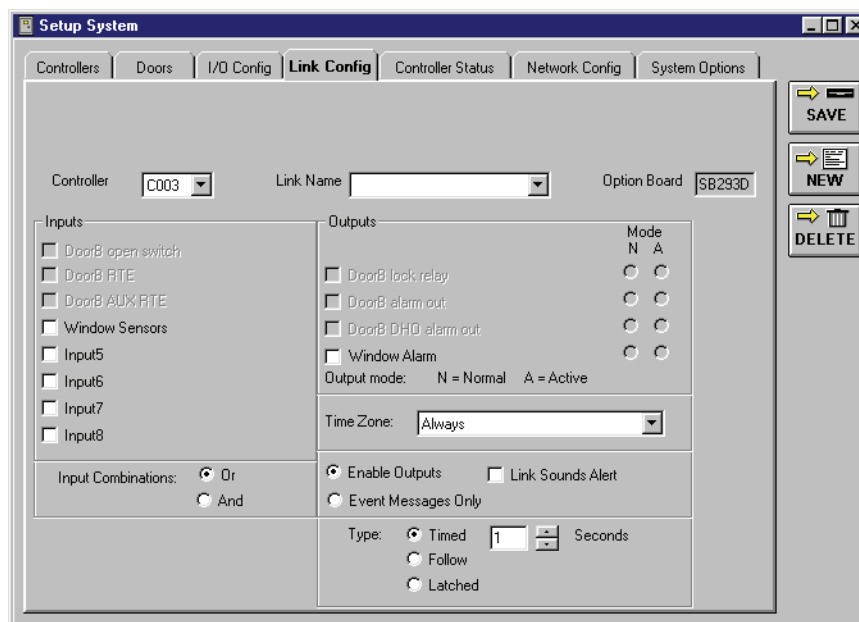 Setup System
Controllers Doors I/O Config Link Config Controller Status Network Config System Options
SAVE
NEW
DELETE
Controller C003 Link Name Option Board SB293D
Inputs
DoorB open switch
DoorB RTE
DoorB AUX RTE
Window Sensors
Input5
Input6
Input7
Input8
Outputs
Mode
N A
DoorB lock relay
DoorB alarm out
DoorB DHO alarm out
Window Alarm
Output mode: N = Normal A = Active
Time Zone: Always
Input Combinations: Or
And
Enable Outputs Link Sounds Alert
Event Messages Only
Type: Timed 1 Seconds
Follow
Latched